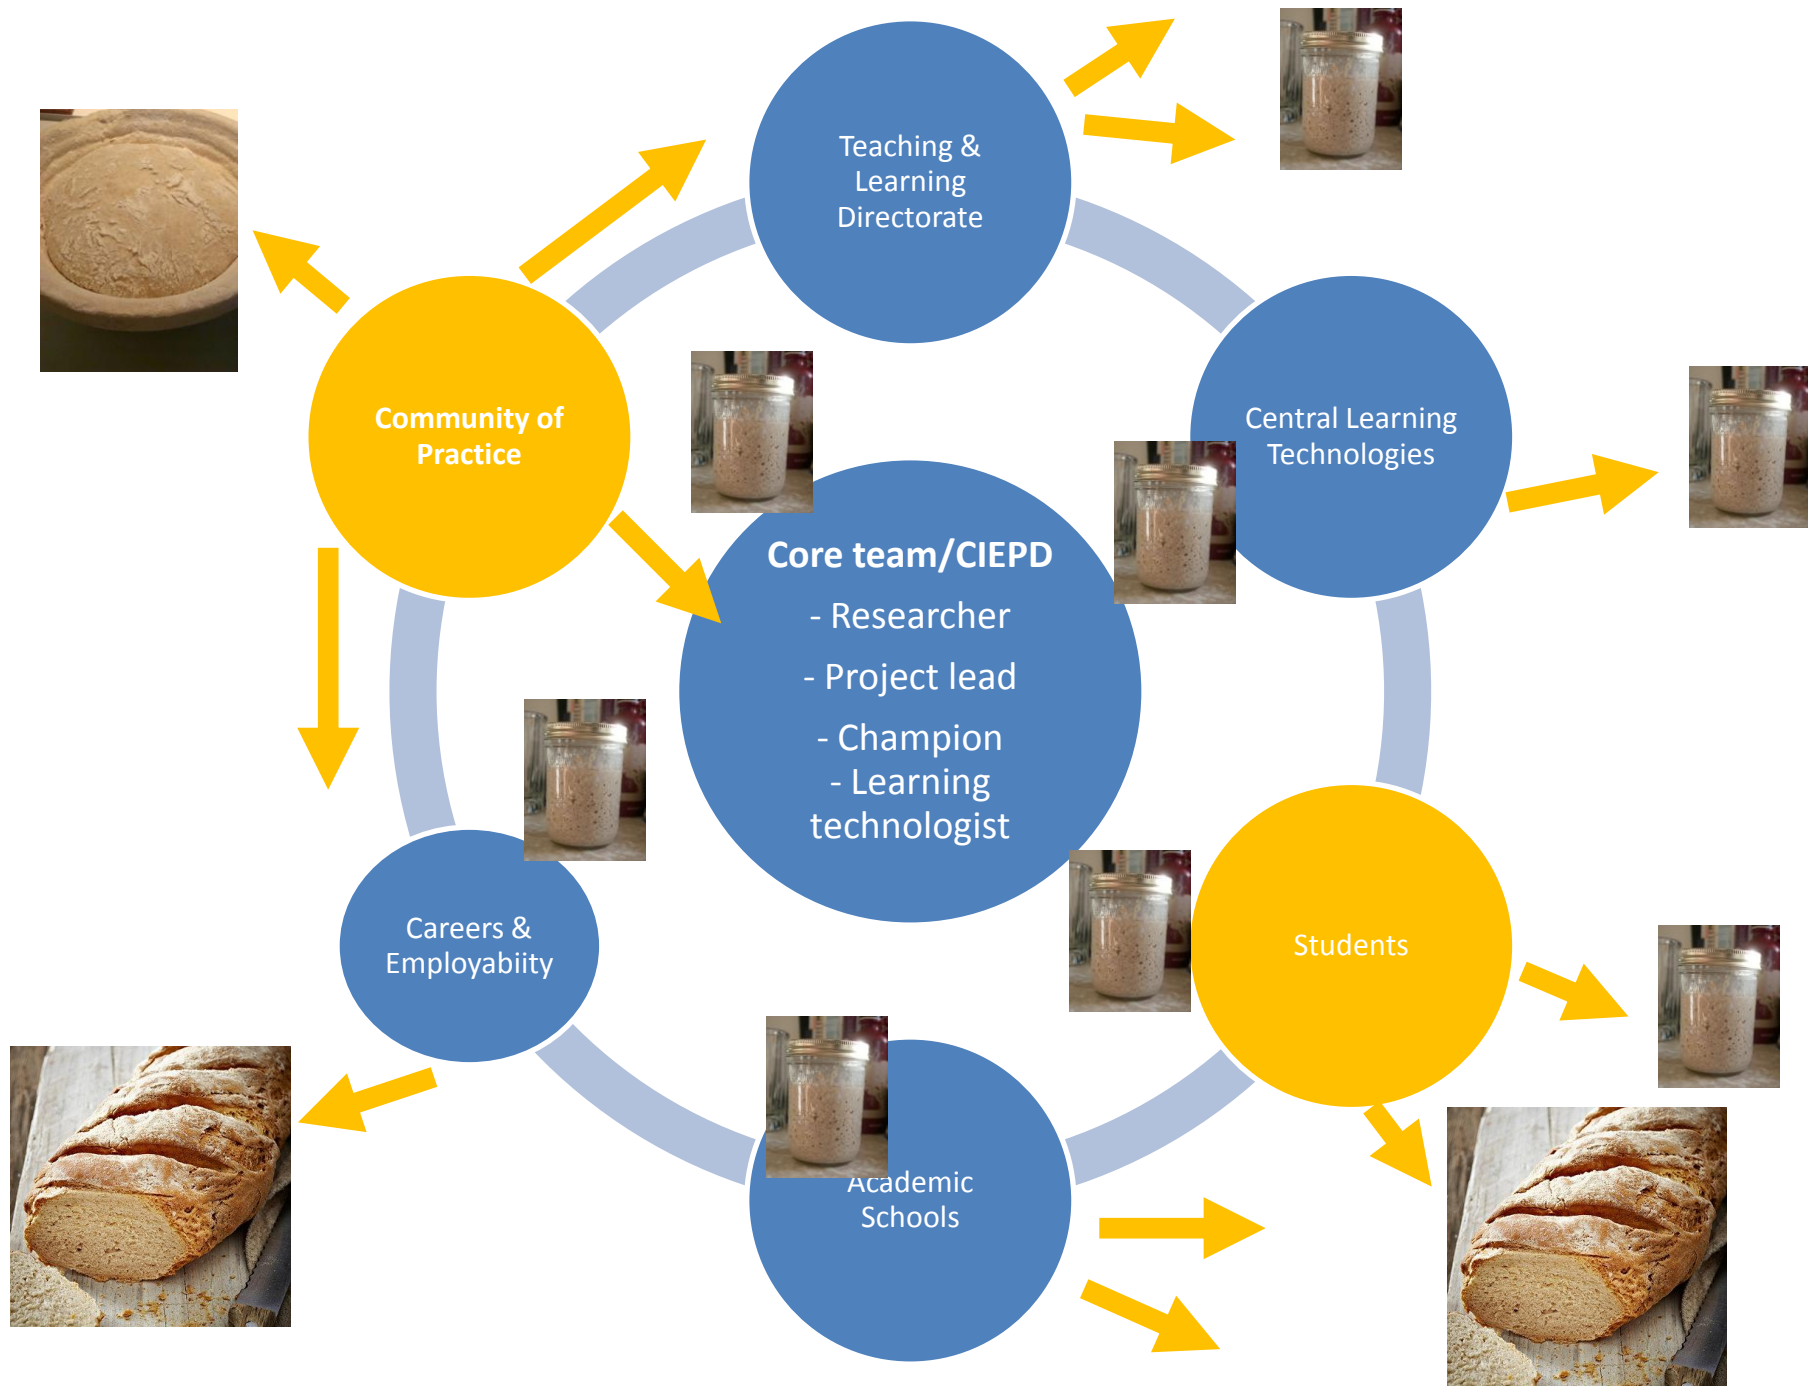 Teaching &
Learning
Directorate
Community of
Practice
Central Learning
Technologies
Core team/CIEPD
- Researcher
- Project lead
- Champion
- Learning
technologist
Careers &
Employabiity
Students
Academic
Schools